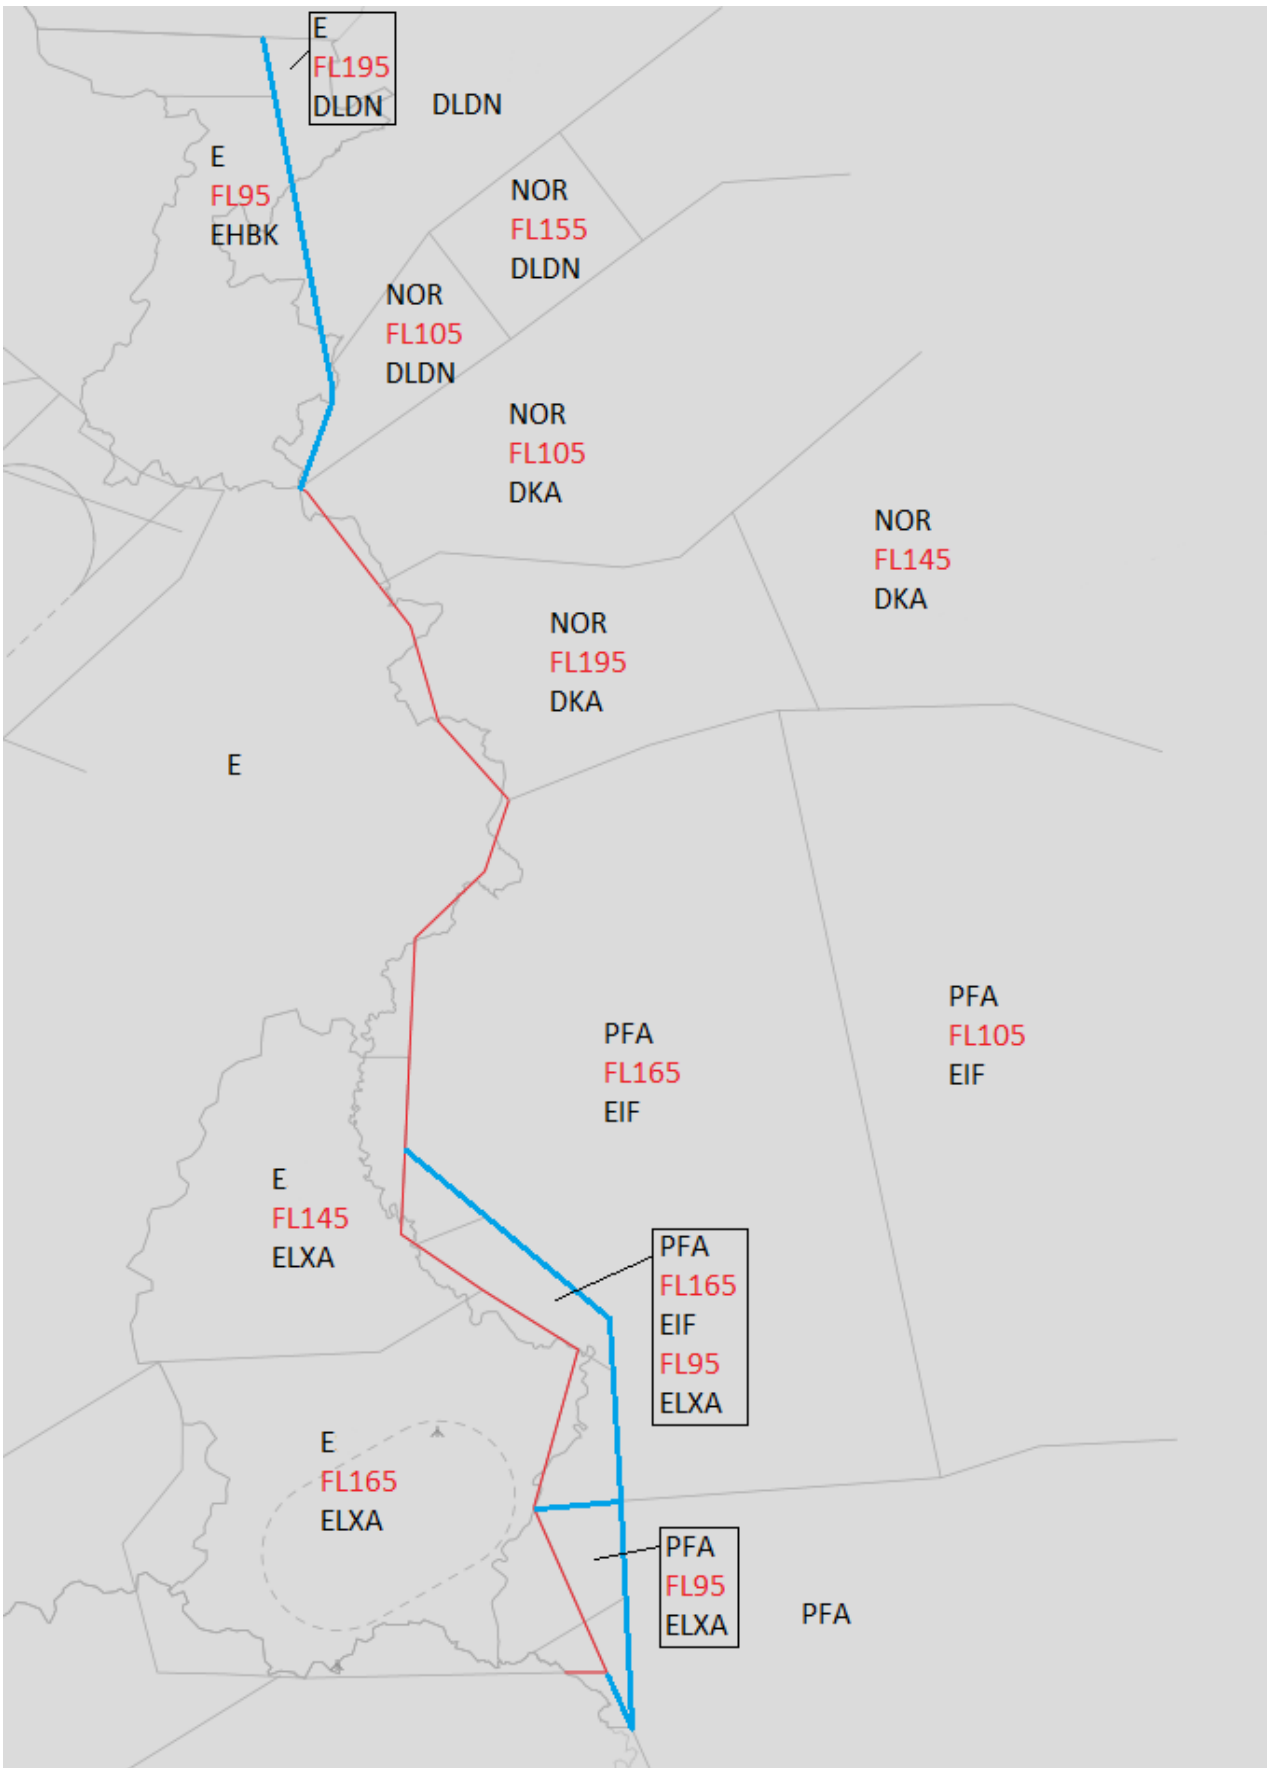 E
FL195
DLDN
DLDN
E
FL95
EHBK
NOR
FL155
DLDN
NOR
FL105
DLDN
NOR
FL105
DKA
NOR
FL145
DKA
NOR
FL195
DKA
E
PFA
FL105
EIF
PFA
FL165
EIF
E
FL145
ELXA
PFA
FL165
EIF
FL95
ELXA
E
FL165
ELXA
PFA
FL95
ELXA
PFA